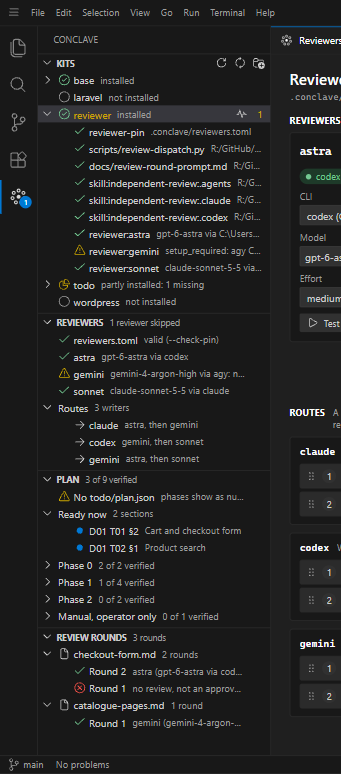 File Edit Selection View Go Run Terminal Help
CONCLAVE
Reviewers
KITS
base installed
laravel not installed
reviewer installed 1
reviewer-pin .conclave/reviewers.toml
scripts/review-dispatch.py R:/GitHub/...
docs/review-round-prompt.md R:/Gi...
skill:independent-review:.agents R:/G...
skill:independent-review:.claude R:/G...
skill:independent-review:.codex R:/G...
reviewer:astra gpt-6-astra via C:\Users...
reviewer:gemini setup_required: agy C...
reviewer:sonnet claude-sonnet-5-5 via...
todo partly installed: 1 missing
wordpress not installed
REVIEWERS 1 reviewer skipped
reviewers.toml valid (--check-pin)
astra gpt-6-astra via codex
gemini gemini-4-argon-high via agy: n...
sonnet claude-sonnet-5-5 via claude
Routes 3 writers
claude astra, then gemini
codex gemini, then sonnet
gemini astra, then sonnet
PLAN 3 of 9 verified
No todo/plan.json phases show as nu...
Ready now 2 sections
D01 T01 §2 Cart and checkout form
D01 T02 §1 Product search
Phase 0 2 of 2 verified
Phase 1 1 of 4 verified
Phase 2 0 of 2 verified
Manual, operator only 0 of 1 verified
REVIEW ROUNDS 3 rounds
checkout-form.md 2 rounds
Round 2 astra (gpt-6-astra via cod...
Round 1 no review, not an approv...
catalogue-pages.md 1 round
Round 1 gemini (gemini-4-argon-...
1
Reviewe
.conclave/
REVIEWERS
astra
codex
CLI
codex (
Model
gpt-6-as
Effort
medium
Test
ROUTES A
re
claude
1
2
codex W
1
2
gemini
1
2
main No problems